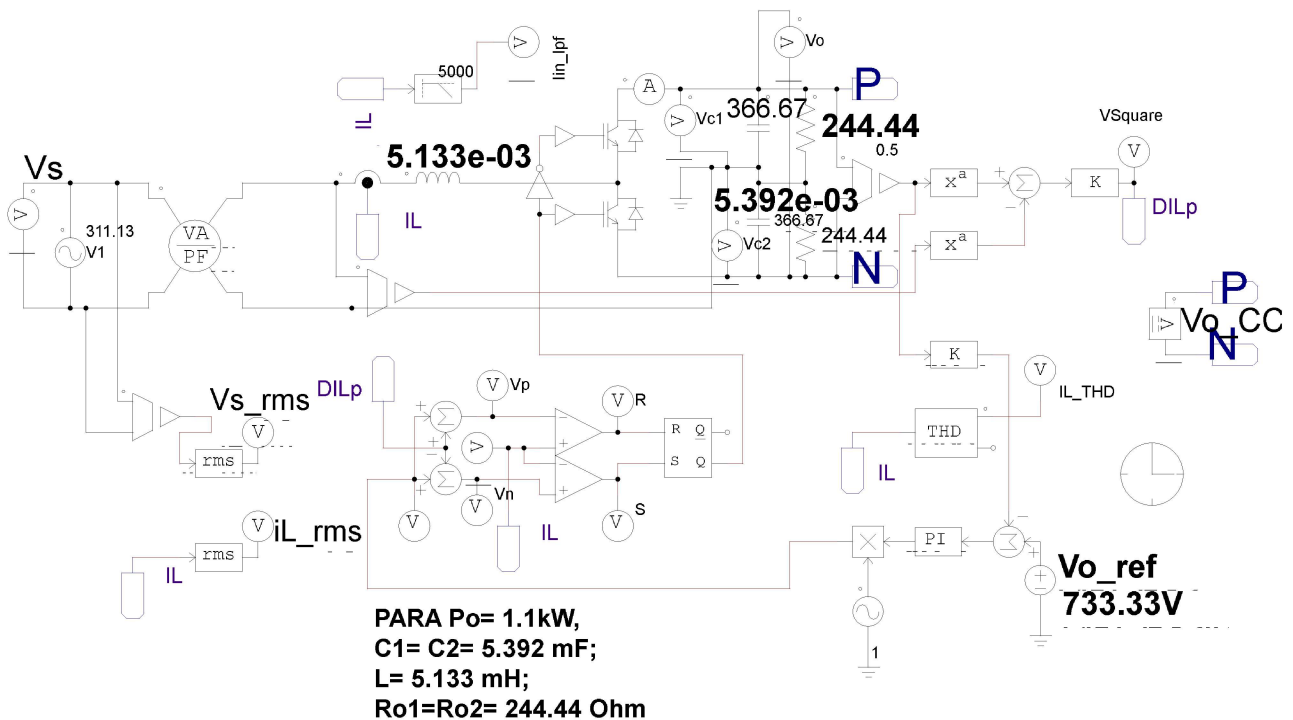 5000
V
Iin_lpf
IL
V
Vo
A
366.67
V
Vc1
P
244.44
0.5
VSquare
V
Vs
5.133e-03
V
311.13
V1
VA
PF
IL
5.392e-03
366.67
244.44
V
Vc2
N
x^a
+
Σ
−
K
DILp
x^a
P
V
Vo_CC
N
K
V
IL_THD
DILp
V
Vp
V
R
Vs_rms
V
rms
+
Σ
+
−
Σ
+
V
−
+
−
+
R
Q
S
Q
THD
IL
V
V
Vn
IL
V
S
V
iL_rms
rms
IL
PI
−
Σ
+
+
−
Vo_ref
733.33V
1
PARA Po= 1.1kW,
C1= C2= 5.392 mF;
L= 5.133 mH;
Ro1=Ro2= 244.44 Ohm